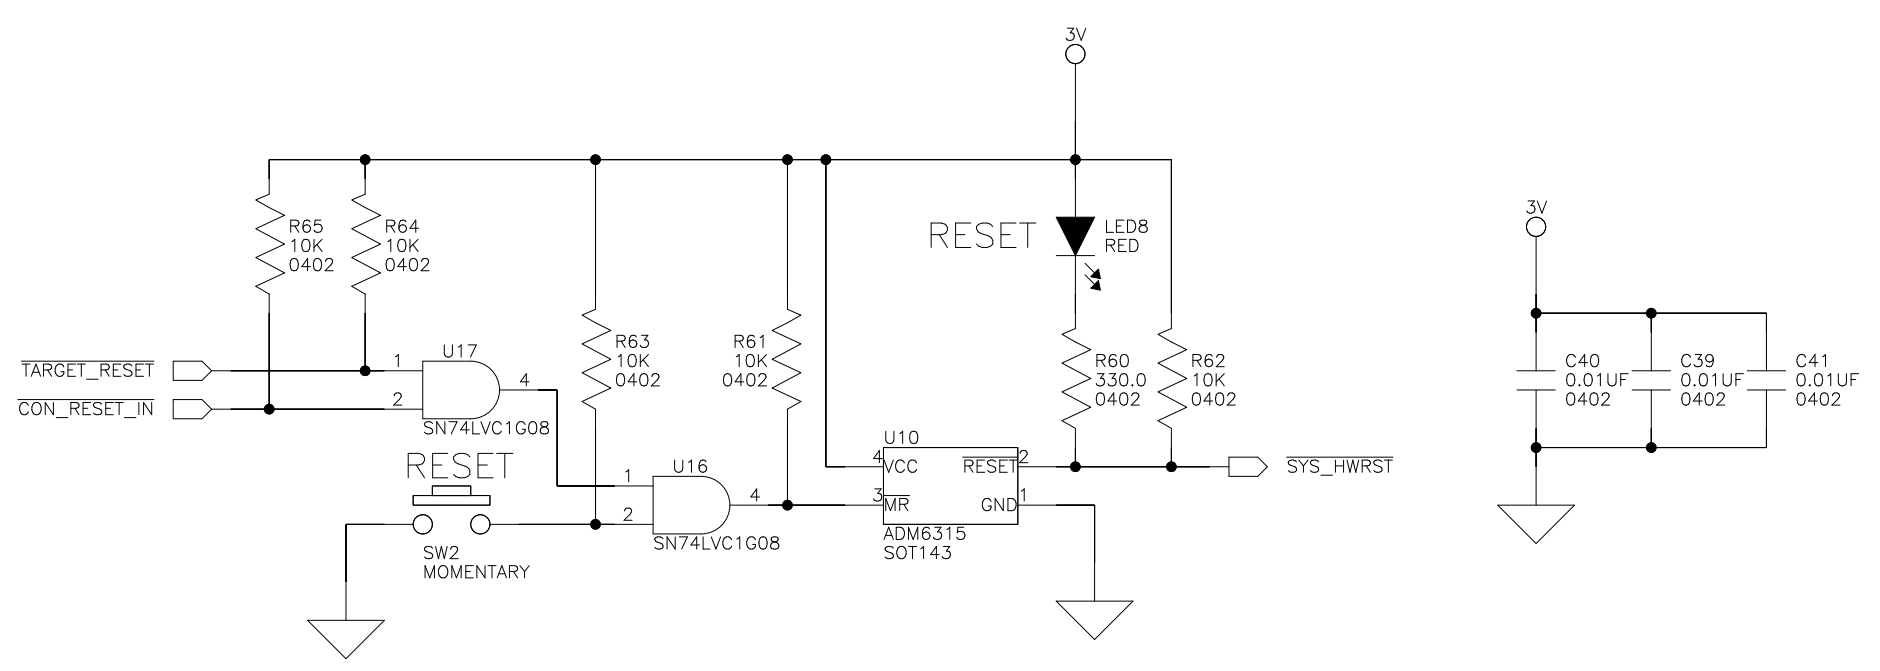 3V
R65
10K
0402
R64
10K
0402
RESET
LED8
RED
3V
R63
10K
0402
R61
10K
0402
R60
330.0
0402
R62
10K
0402
C40
0.01UF
0402
C39
0.01UF
0402
C41
0.01UF
0402
TARGET_RESET
1
U17
4
CON_RESET_IN
2
SN74LVC1G08
RESET
SW2
MOMENTARY
1
U16
4
2
SN74LVC1G08
U10
4
VCC
RESET
2
SYS_HWRST
3
MR
GND
1
ADM6315
SOT143